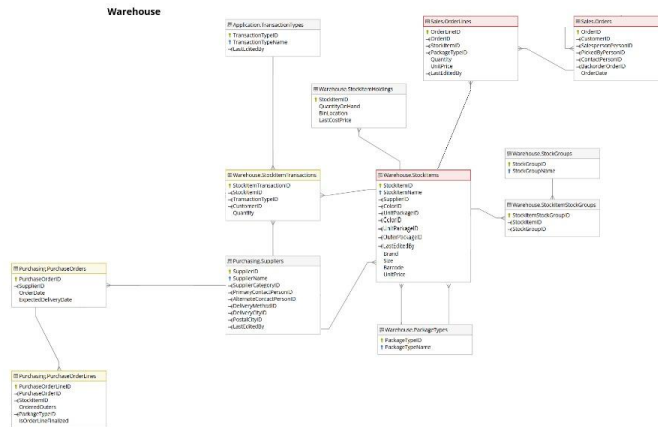 Warehouse
Application.TransactionTypes
TransactionTypeID
TransactionTypeName
LastEditedBy
Sales.OrderLines
OrderLineID
OrderID
StockItemID
PackageTypeID
Quantity
UnitPrice
LastEditedBy
Sales.Orders
OrderID
CustomerID
SalespersonPersonID
PickedByPersonID
ContactPersonID
BackorderOrderID
OrderDate
Warehouse.StockItemHoldings
StockItemID
QuantityOnHand
BinLocation
LastCostPrice
Warehouse.StockGroups
StockGroupID
StockGroupName
Warehouse.StockItemTransactions
StockItemTransactionID
StockItemID
TransactionTypeID
CustomerID
Quantity
Warehouse.StockItems
StockItemID
StockItemName
SupplierID
ColorID
UnitPackageID
ColorID
UnitPackageID
OuterPackageID
LastEditedBy
Brand
Size
Barcode
UnitPrice
Warehouse.StockItemStockGroups
StockItemStockGroupID
StockItemID
StockGroupID
Purchasing.Suppliers
SupplierID
SupplierName
SupplierCategoryID
PrimaryContactPersonID
AlternateContactPersonID
DeliveryMethodID
DeliveryCityID
PostalCityID
LastEditedBy
Purchasing.PurchaseOrders
PurchaseOrderID
SupplierID
OrderDate
ExpectedDeliveryDate
Warehouse.PackageTypes
PackageTypeID
PackageTypeName
Purchasing.PurchaseOrderLines
PurchaseOrderLineID
PurchaseOrderID
StockItemID
OrderedOuters
PackageTypeID
IsOrderLineFinalized